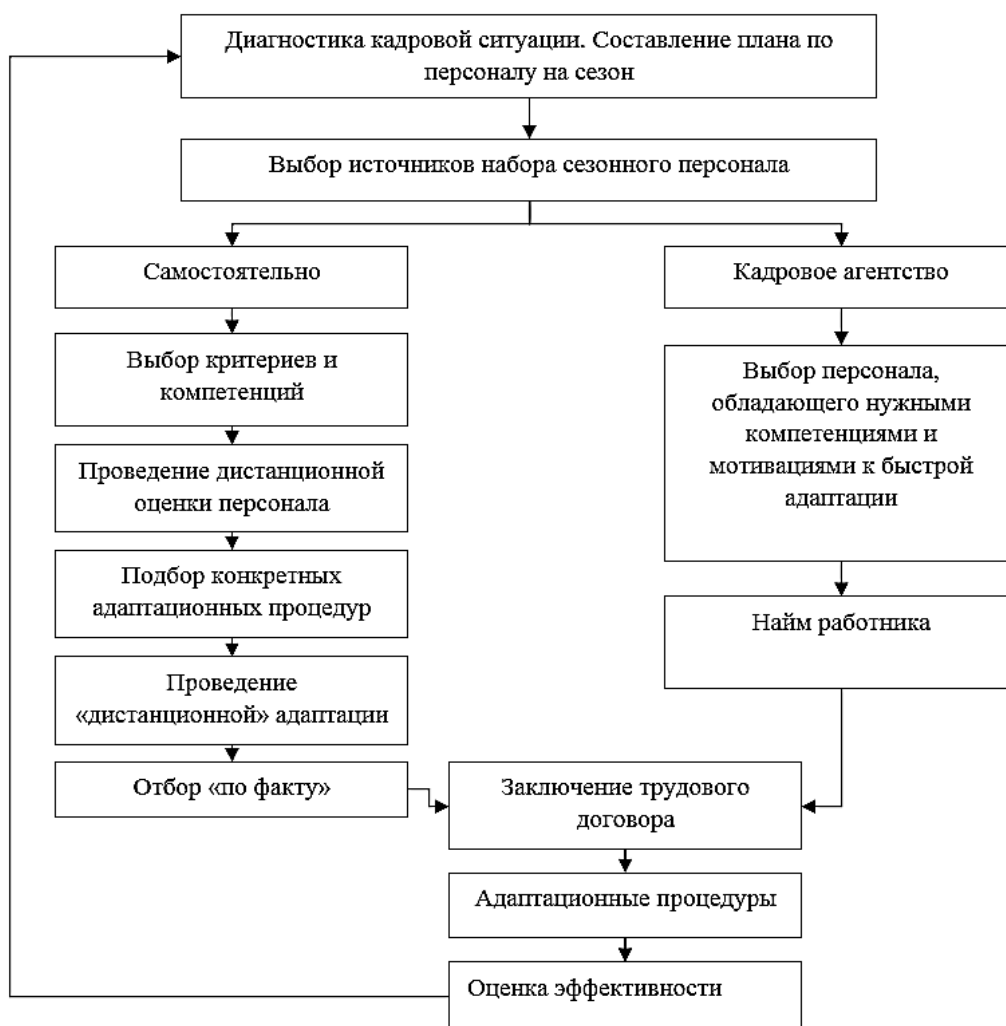 Диагностика кадровой ситуации. Составление плана по
персоналу на сезон
Выбор источников набора сезонного персонала
Самостоятельно
Кадровое агентство
Выбор критериев и
компетенций
Выбор персонала,
обладающего нужными
компетенциями и
мотивациями к быстрой
адаптации
Проведение дистанционной
оценки персонала
Подбор конкретных
адаптационных процедур
Найм работника
Проведение
«дистанционной» адаптации
Отбор «по факту»
Заключение трудового
договора
Адаптационные процедуры
Оценка эффективности